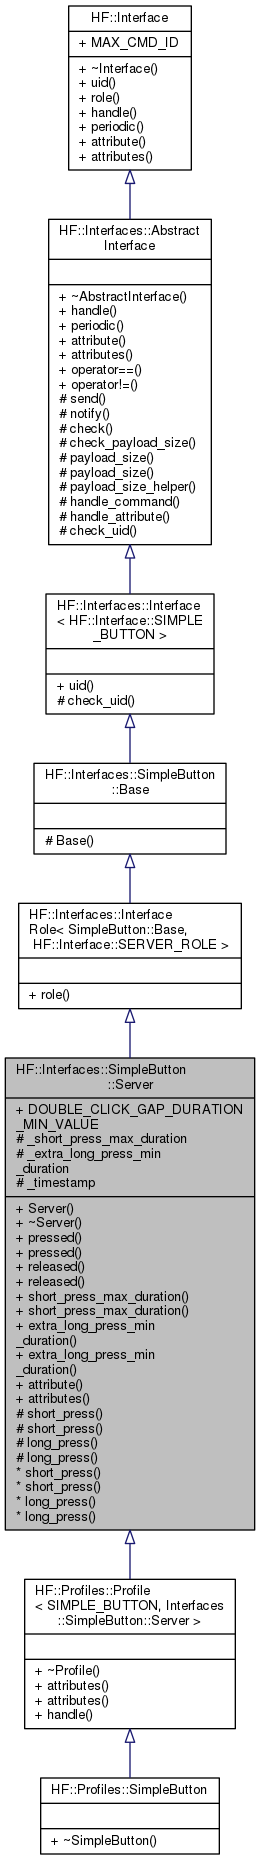 HF::Interface
+ MAX_CMD_ID
+ ~Interface()
+ uid()
+ role()
+ handle()
+ periodic()
+ attribute()
+ attributes()
HF::Interfaces::Abstract
Interface
+ ~AbstractInterface()
+ handle()
+ periodic()
+ attribute()
+ attributes()
+ operator==()
+ operator!=()
# send()
# notify()
# check()
# check_payload_size()
# payload_size()
# payload_size()
# payload_size_helper()
# handle_command()
# handle_attribute()
# check_uid()
HF::Interfaces::Interface
< HF::Interface::SIMPLE
_BUTTON >
+ uid()
# check_uid()
HF::Interfaces::SimpleButton
::Base
# Base()
HF::Interfaces::Interface
Role< SimpleButton::Base,
HF::Interface::SERVER_ROLE >
+ role()
HF::Interfaces::SimpleButton
::Server
+ DOUBLE_CLICK_GAP_DURATION
_MIN_VALUE
# _short_press_max_duration
# _extra_long_press_min
_duration
# _timestamp
+ Server()
+ ~Server()
+ pressed()
+ pressed()
+ released()
+ released()
+ short_press_max_duration()
+ short_press_max_duration()
+ extra_long_press_min
_duration()
+ extra_long_press_min
_duration()
+ attribute()
+ attributes()
# short_press()
# short_press()
# long_press()
# long_press()
* short_press()
* short_press()
* long_press()
* long_press()
HF::Profiles::Profile
< SIMPLE_BUTTON, Interfaces
::SimpleButton::Server >
+ ~Profile()
+ attributes()
+ attributes()
+ handle()
HF::Profiles::SimpleButton
+ ~SimpleButton()